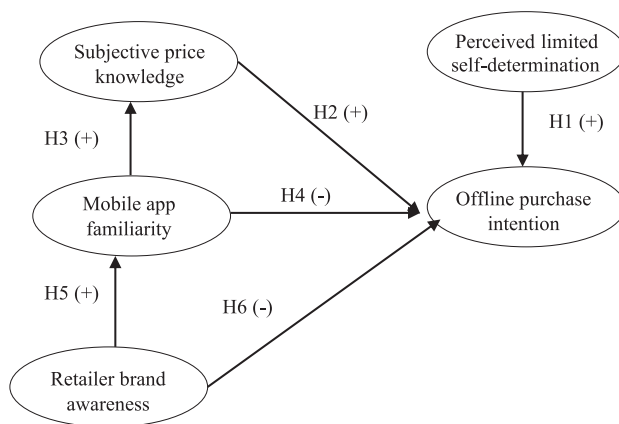 Subjective price
knowledge
Perceived limited
self-determination
H2 (+)
H1 (+)
H3 (+)
Mobile app
familiarity
H4 (-)
Offline purchase
intention
H5 (+)
H6 (-)
Retailer brand
awareness